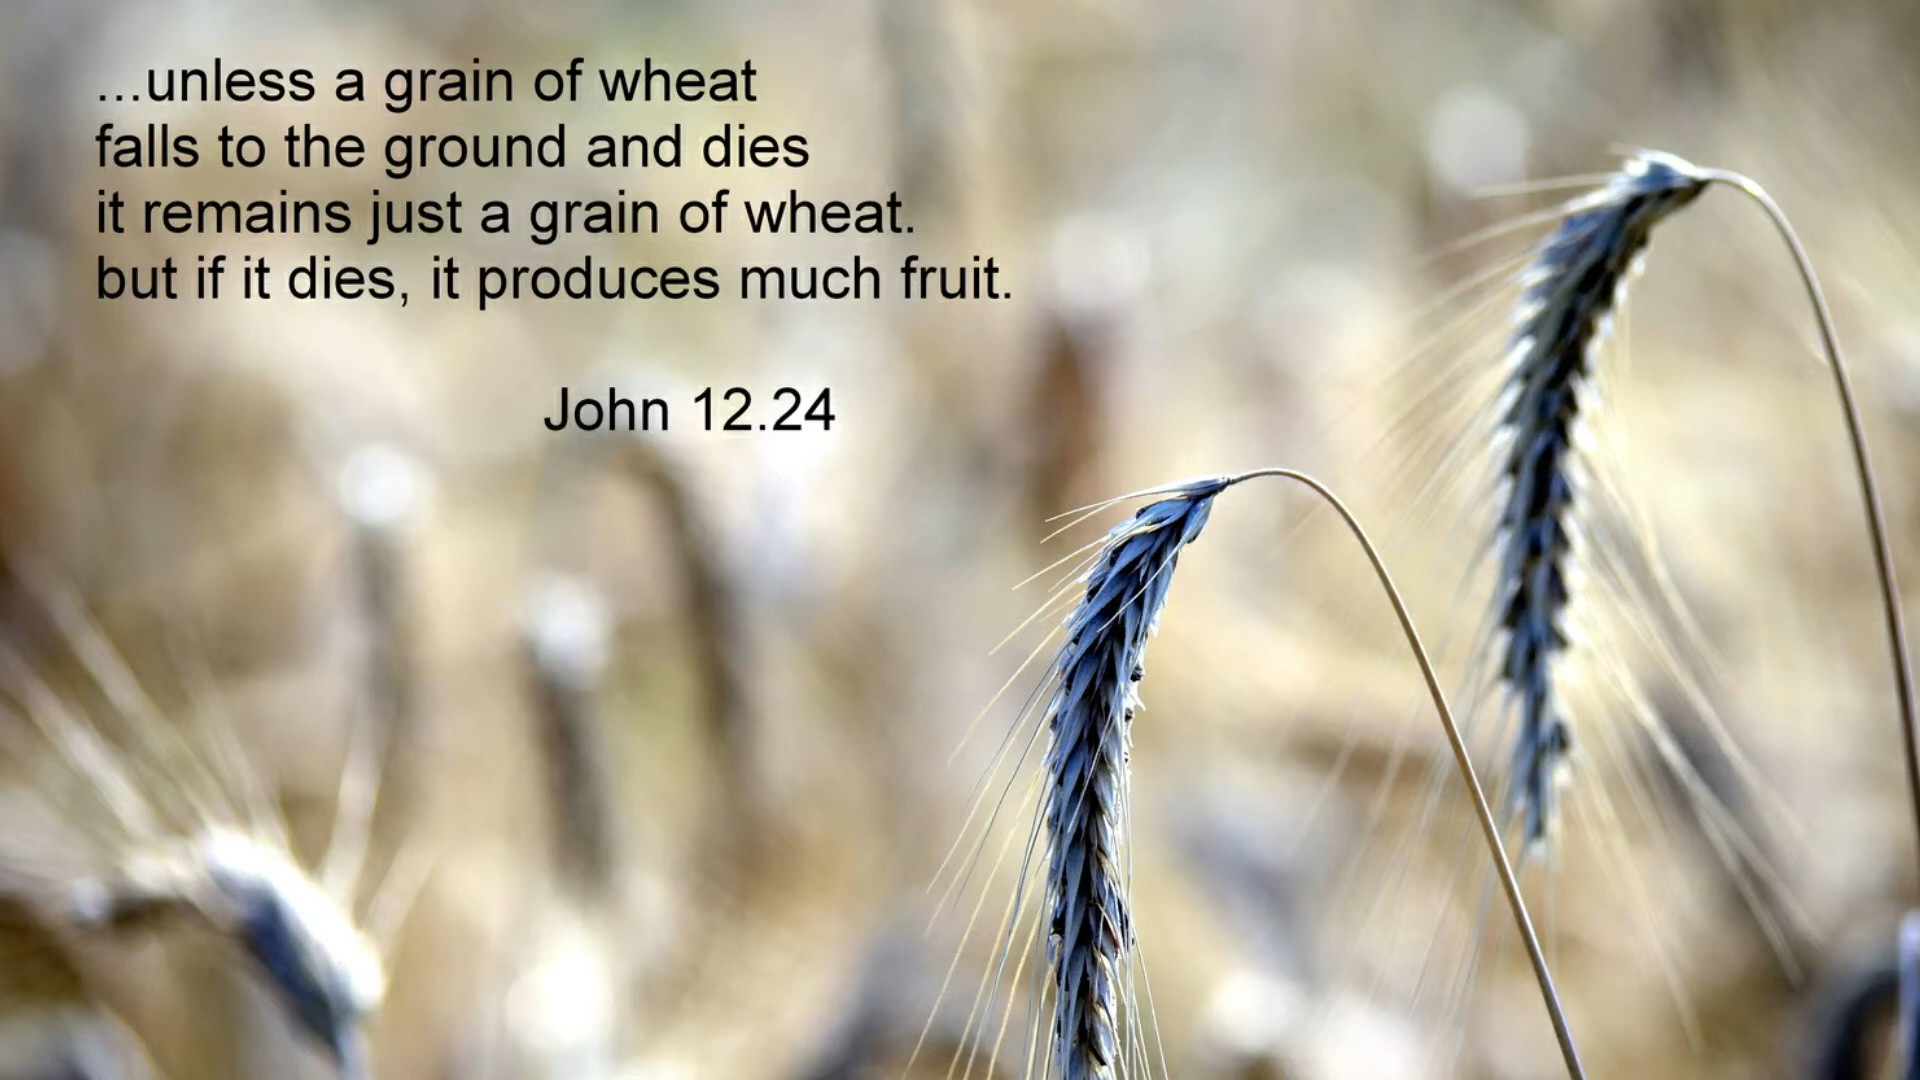 ...unless a grain of wheat
falls to the ground and dies
it remains just a grain of wheat.
but if it dies, it produces much fruit.
John 12.24